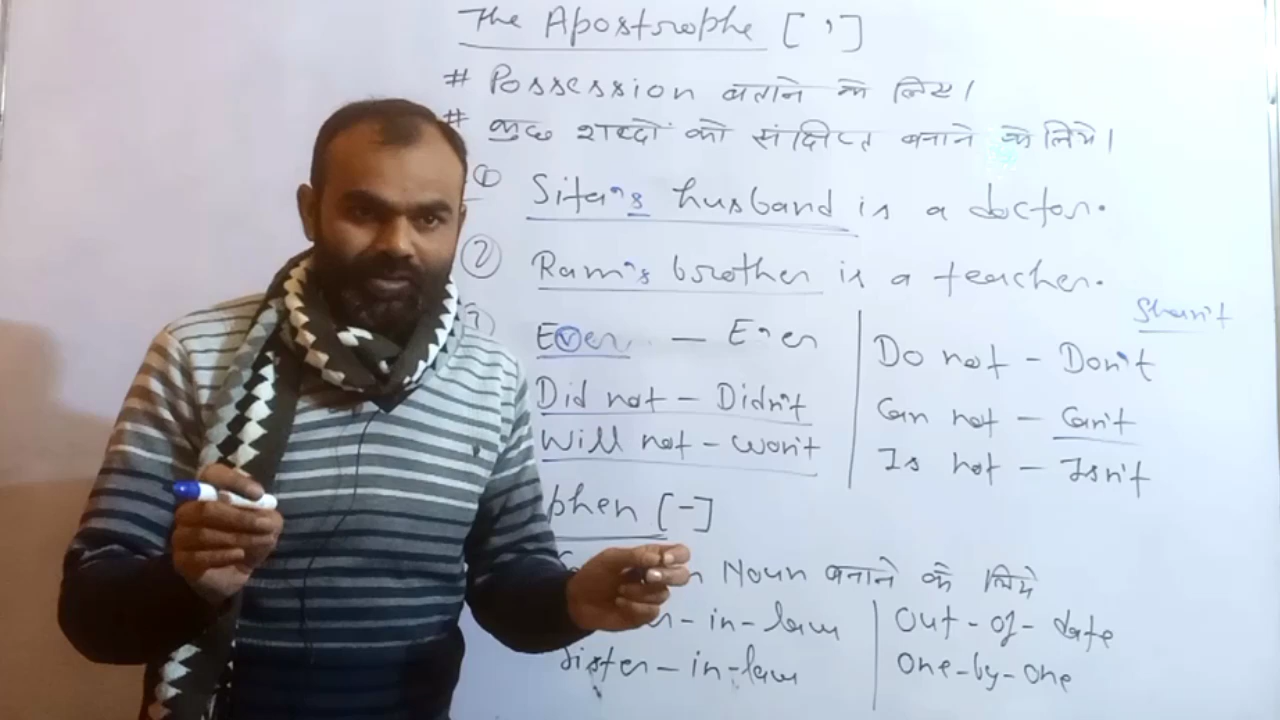 The Apostrophe [ ' ]
# Possession बताने के लिए।
# कुछ शब्दों को संक्षिप्त बनाने के लिये।
① Sita's husband is a doctor.
② Ram's brother is a teacher.
Shan't
Ever — E'er
Did not - Didn't
Will not - Won't
Do not - Don't
Can not - Can't
Is not - Isn't
phen [-]
n Noun बनाने के लिये
-in-law
Sister-in-law
Out-of-date
One-by-one